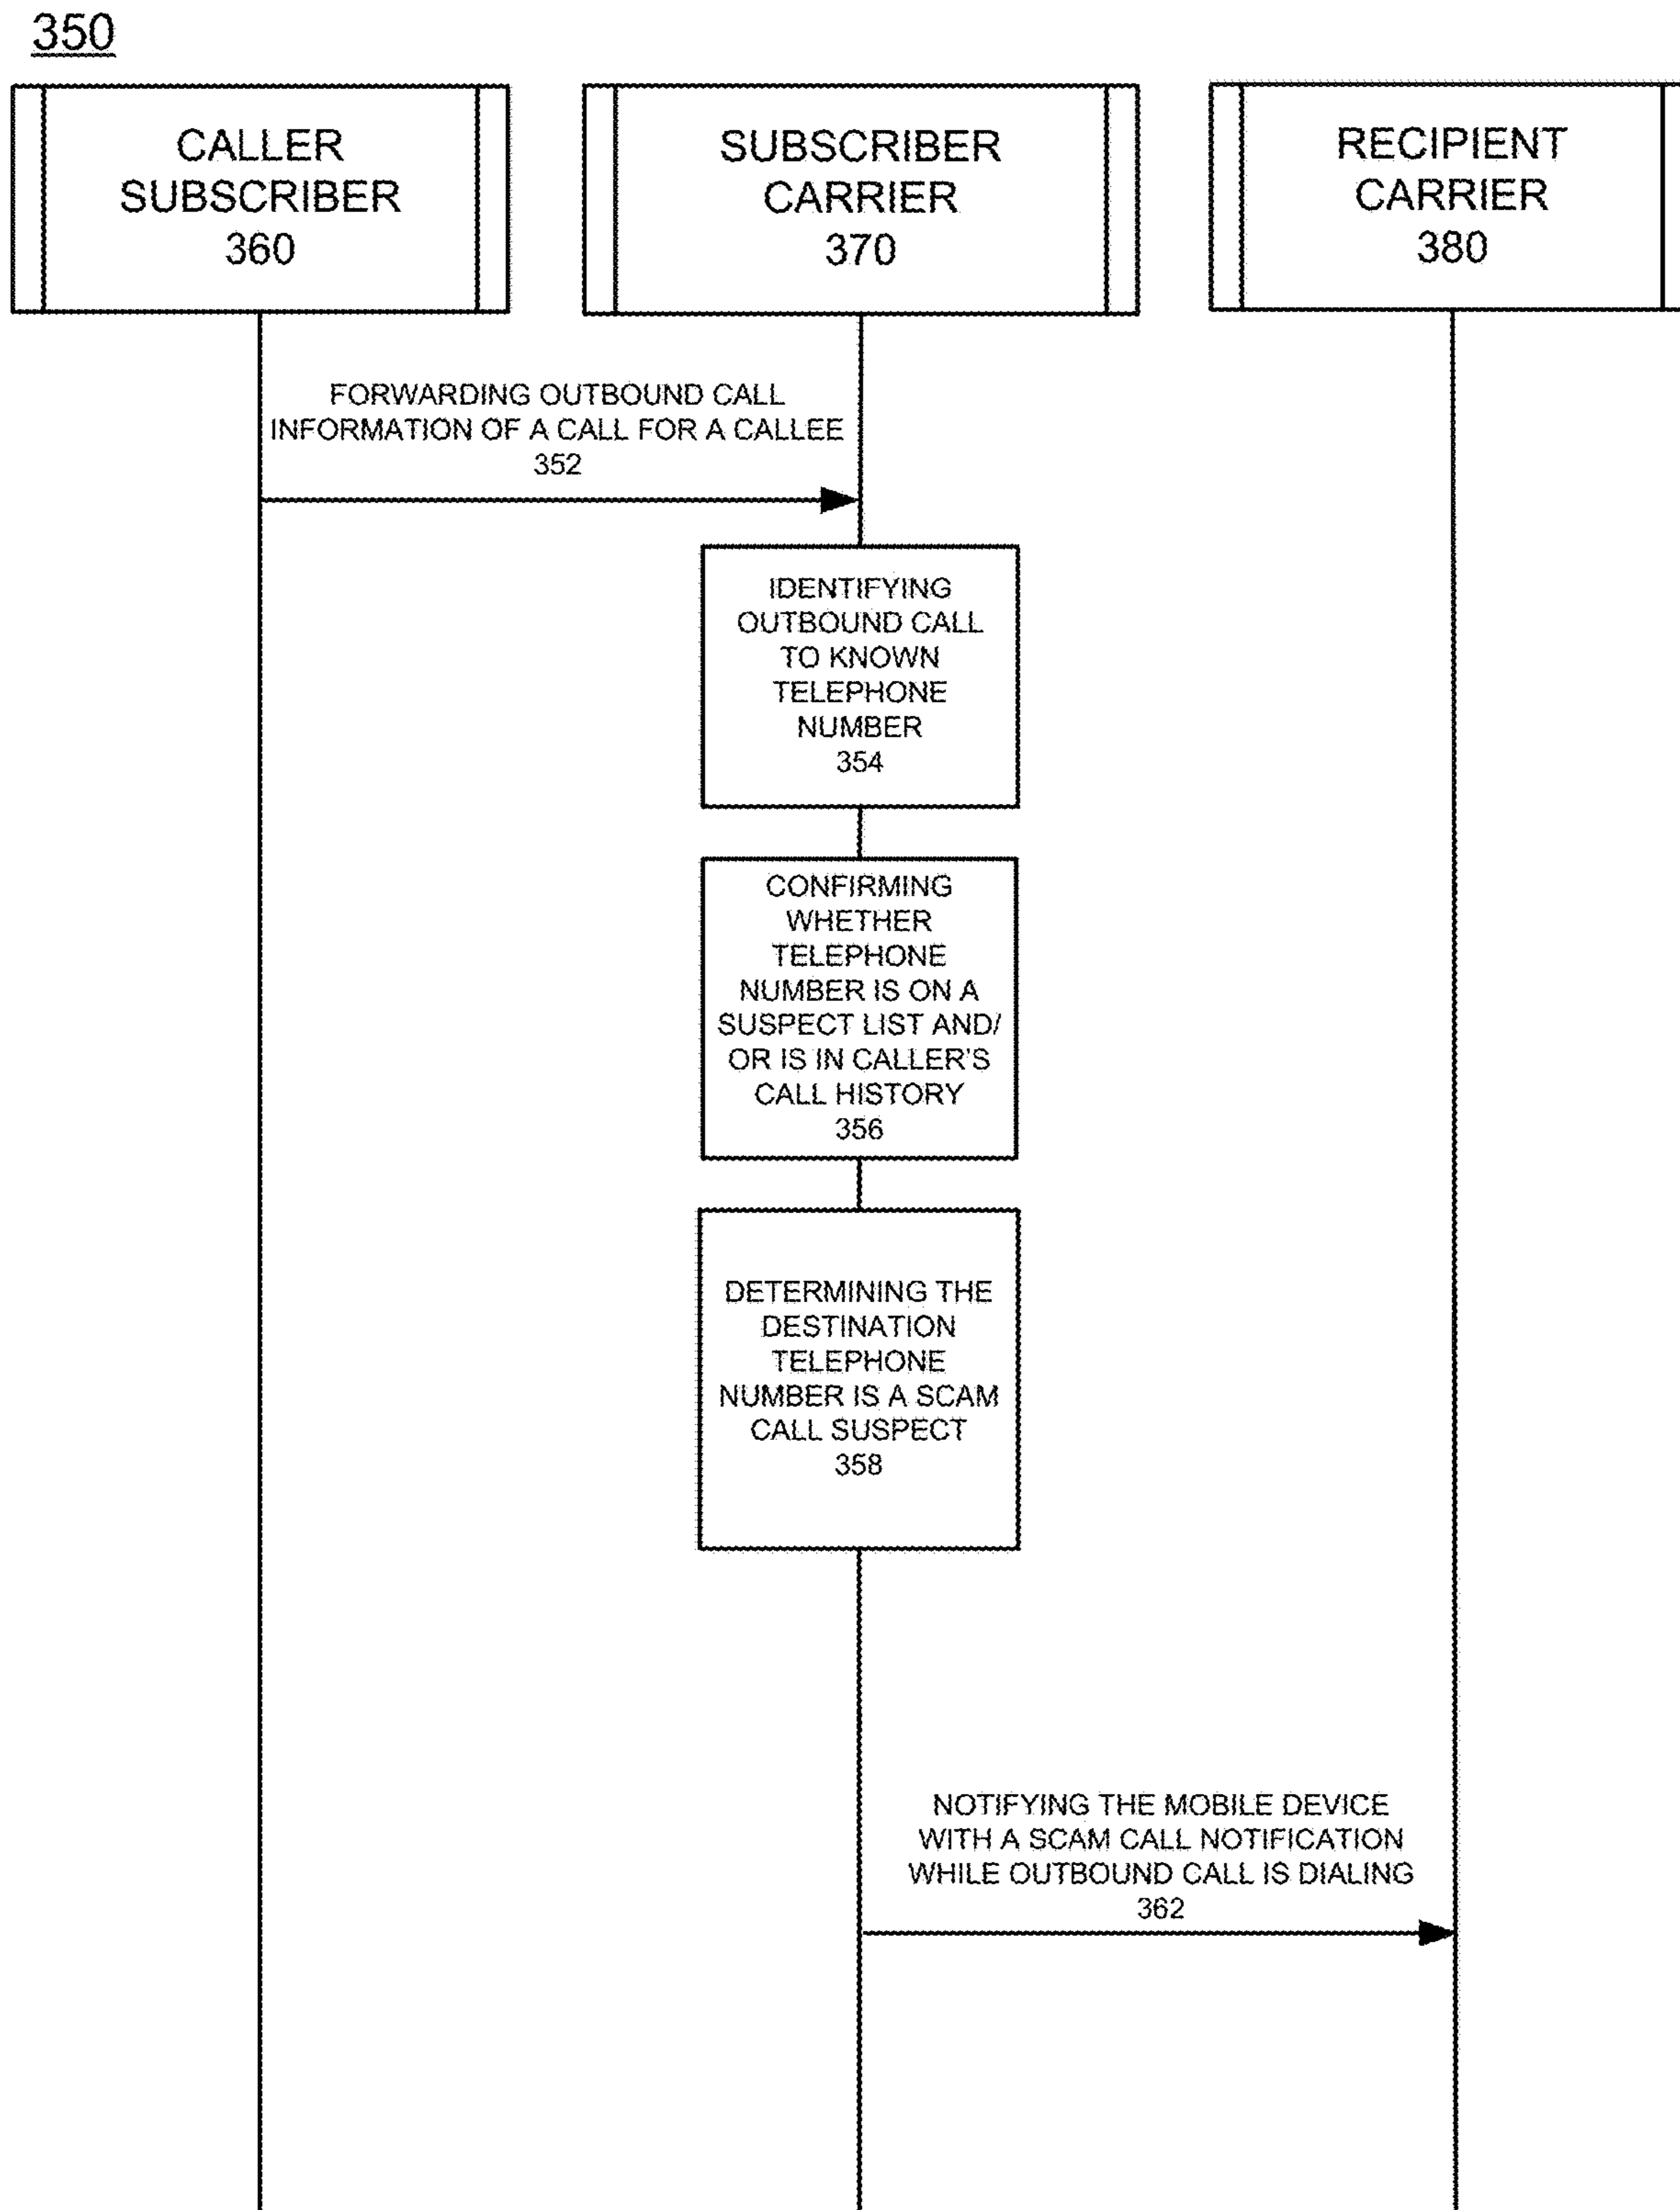 350
CALLER
SUBSCRIBER
360
SUBSCRIBER
CARRIER
370
RECIPIENT
CARRIER
380
FORWARDING OUTBOUND CALL
INFORMATION OF A CALL FOR A CALLEE
352
IDENTIFYING
OUTBOUND CALL
TO KNOWN
TELEPHONE
NUMBER
354
CONFIRMING
WHETHER
TELEPHONE
NUMBER IS ON A
SUSPECT LIST AND/
OR IS IN CALLER'S
CALL HISTORY
356
DETERMINING THE
DESTINATION
TELEPHONE
NUMBER IS A SCAM
CALL SUSPECT
358
NOTIFYING THE MOBILE DEVICE
WITH A SCAM CALL NOTIFICATION
WHILE OUTBOUND CALL IS DIALING
362